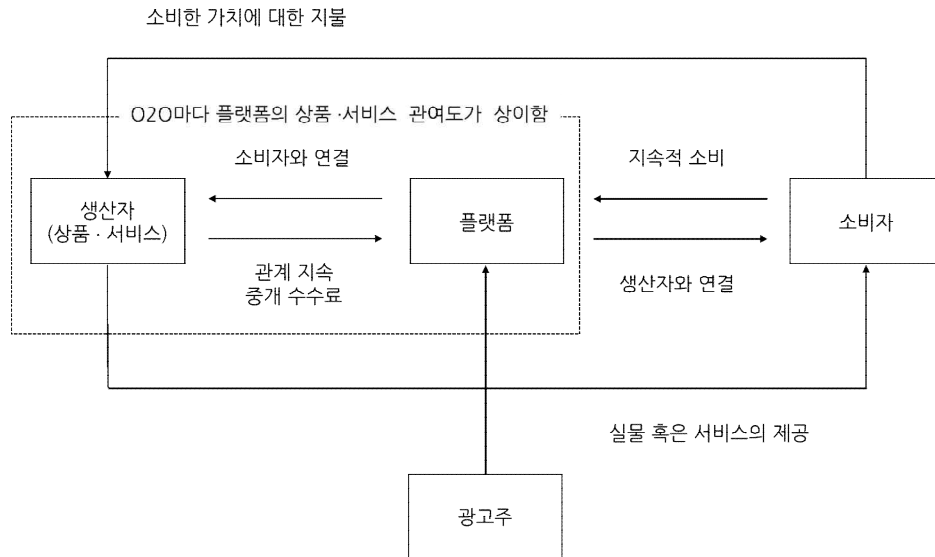 소비한 가치에 대한 지불
O2O마다 플랫폼의 상품 ·서비스 관여도가 상이함
소비자와 연결
지속적 소비
생산자
(상품 · 서비스)
플랫폼
소비자
관계 지속
중개 수수료
생산자와 연결
실물 혹은 서비스의 제공
광고주